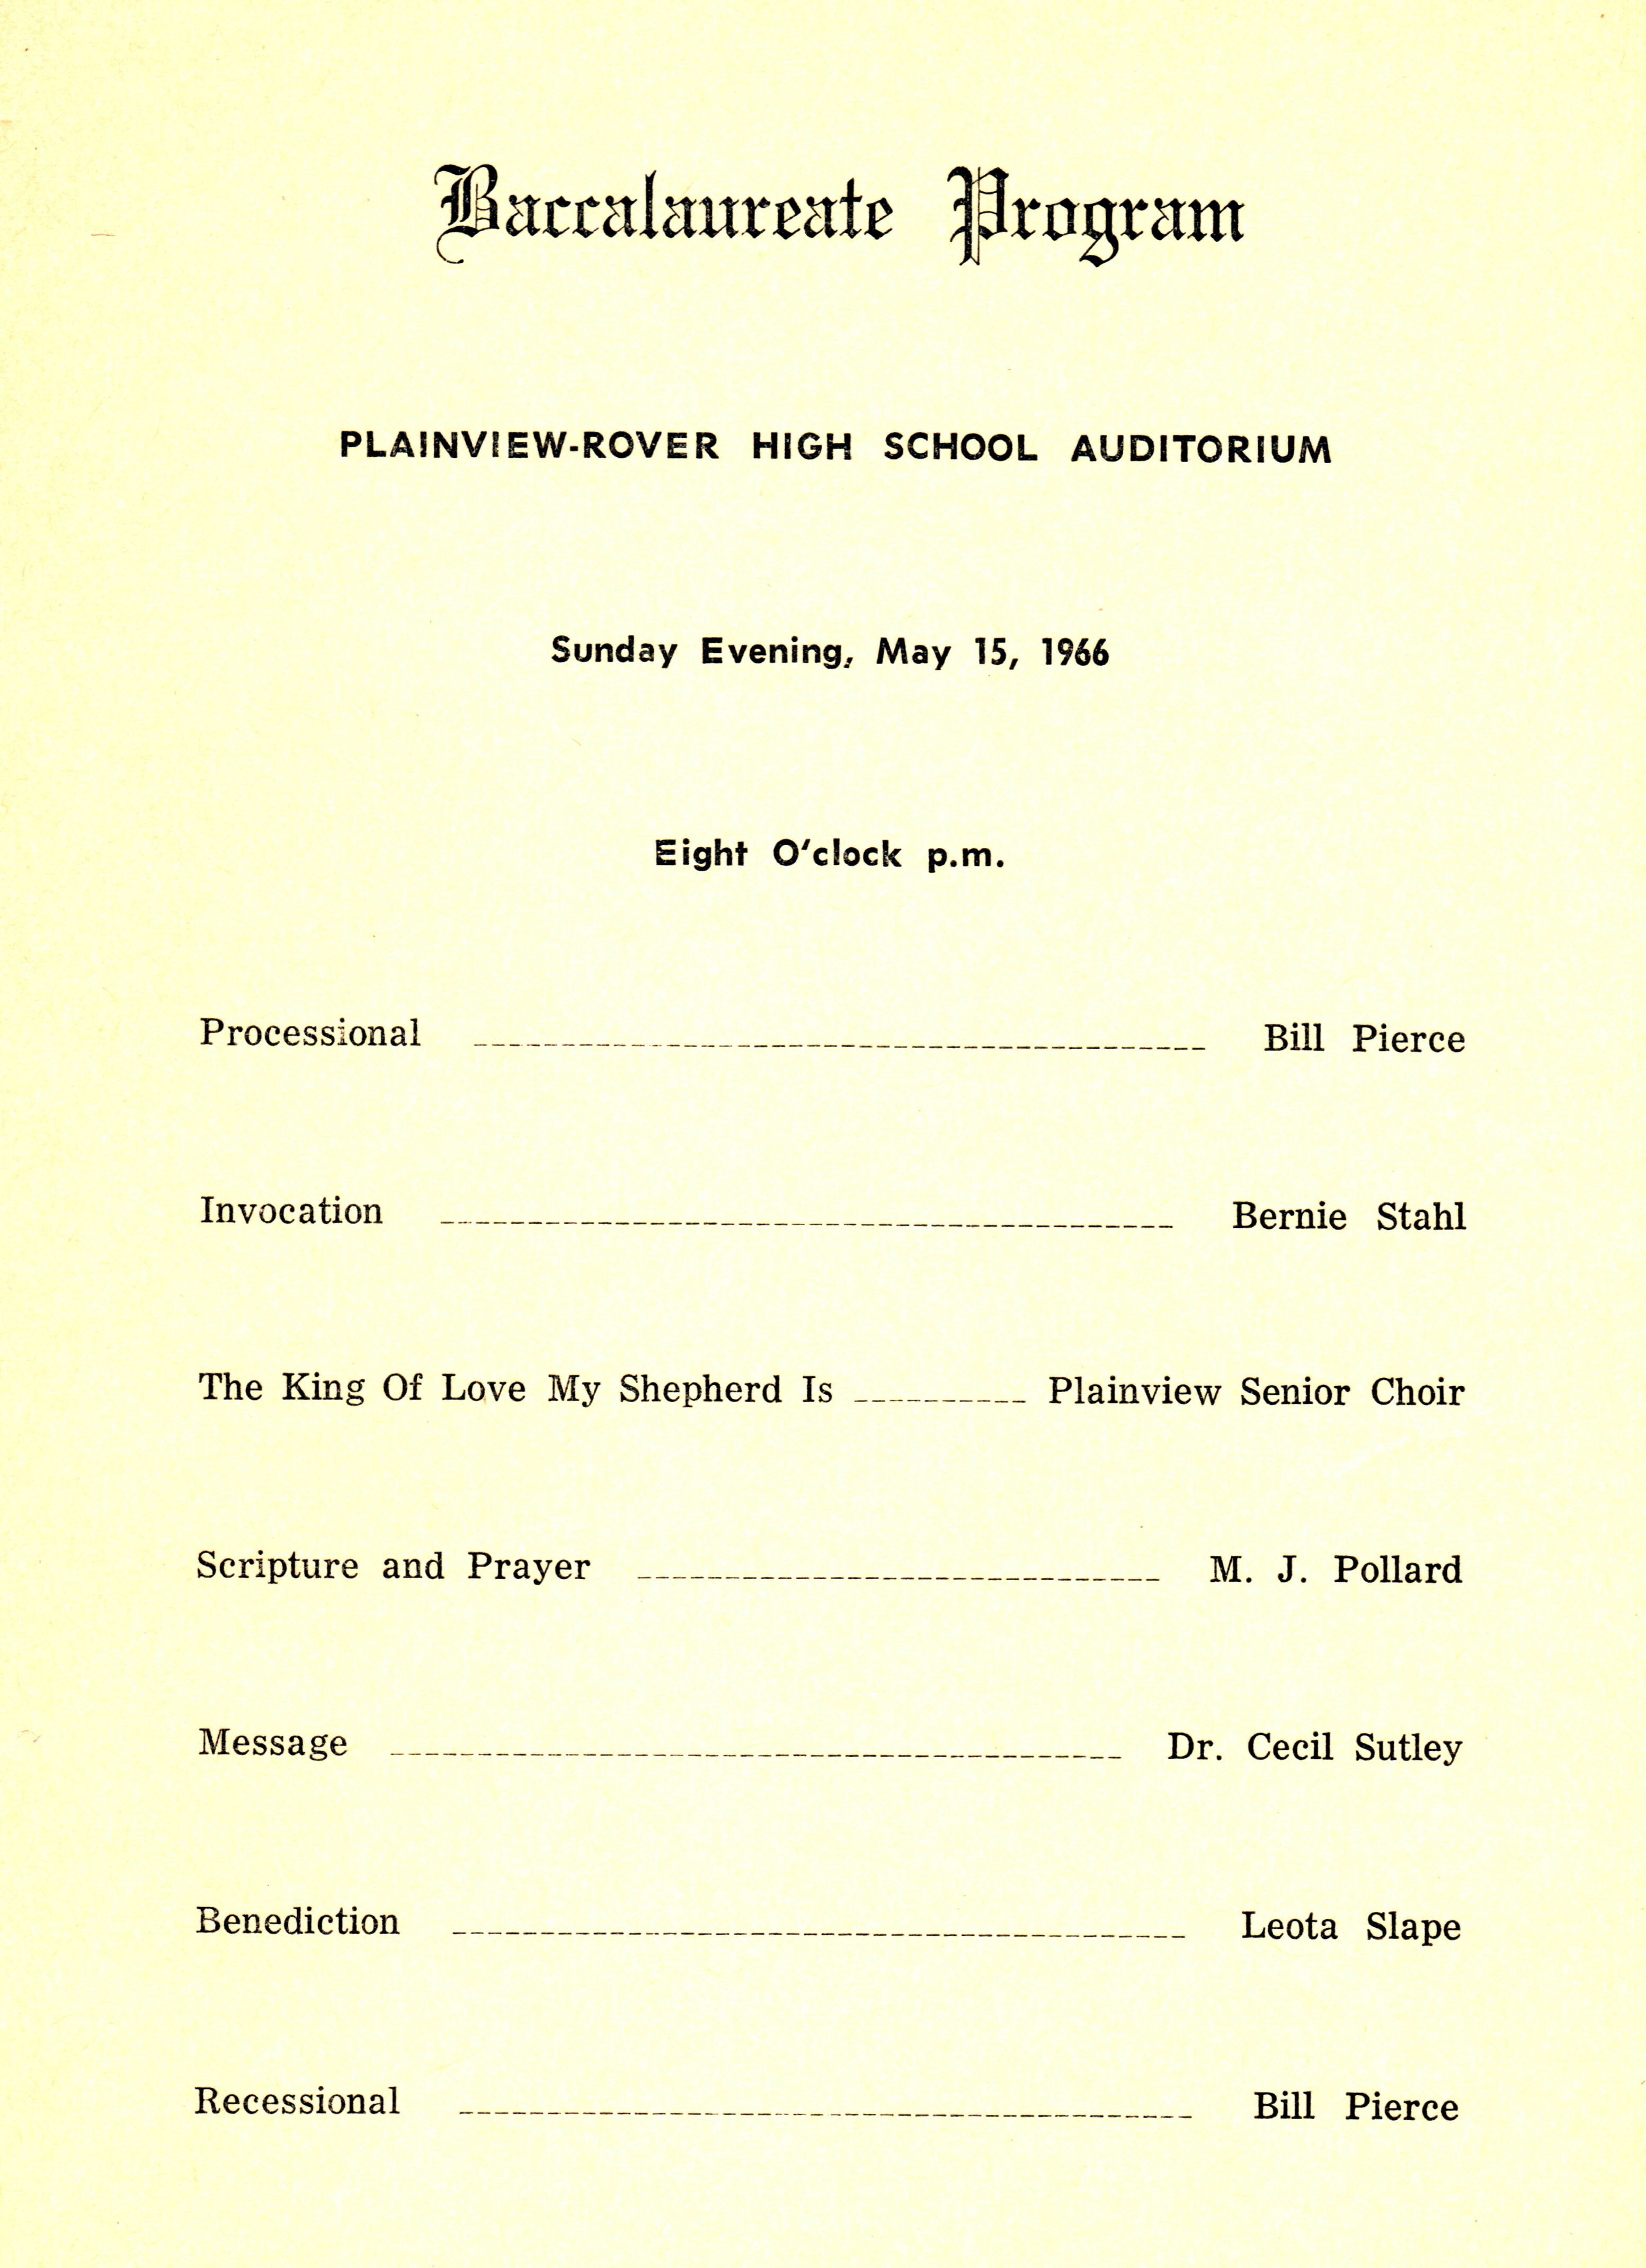 Baccalaureate Program
PLAINVIEW-ROVER HIGH SCHOOL AUDITORIUM
Sunday Evening, May 15, 1966
Eight O'clock p.m.
Processional ------------------------------------------ Bill Pierce
Invocation ------------------------------------------ Bernie Stahl
The King Of Love My Shepherd Is ---------- Plainview Senior Choir
Scripture and Prayer ------------------------------ M. J. Pollard
Message ------------------------------------------ Dr. Cecil Sutley
Benediction ------------------------------------------ Leota Slape
Recessional ------------------------------------------ Bill Pierce